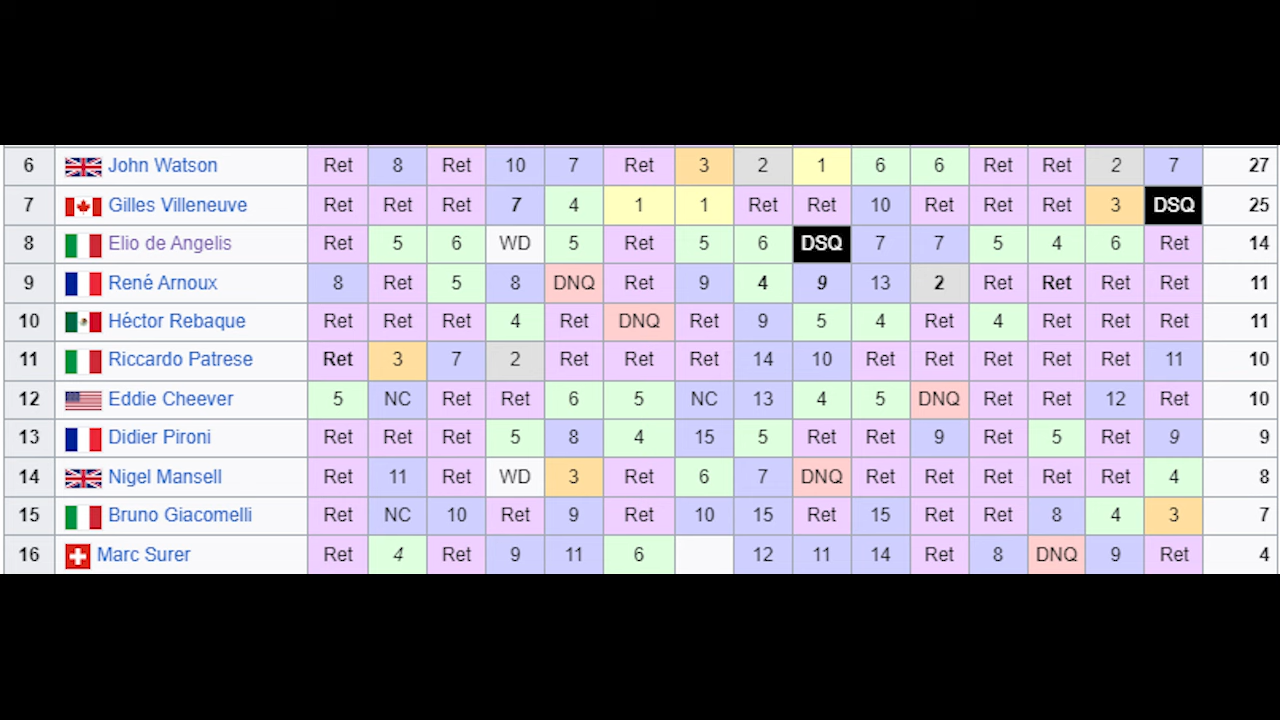 6 John Watson Ret 8 Ret 10 7 Ret 3 2 1 6 6 Ret Ret 2 7 27
7 Gilles Villeneuve Ret Ret Ret 7 4 1 1 Ret Ret 10 Ret Ret Ret 3 DSQ 25
8 Elio de Angelis Ret 5 6 WD 5 Ret 5 6 DSQ 7 7 5 4 6 Ret 14
9 René Arnoux 8 Ret 5 8 DNQ Ret 9 4 9 13 2 Ret Ret Ret Ret 11
10 Héctor Rebaque Ret Ret Ret 4 Ret DNQ Ret 9 5 4 Ret 4 Ret Ret Ret 11
11 Riccardo Patrese Ret 3 7 2 Ret Ret Ret 14 10 Ret Ret Ret Ret Ret 11 10
12 Eddie Cheever 5 NC Ret Ret 6 5 NC 13 4 5 DNQ Ret Ret 12 Ret 10
13 Didier Pironi Ret Ret Ret 5 8 4 15 5 Ret Ret 9 Ret 5 Ret 9 9
14 Nigel Mansell Ret 11 Ret WD 3 Ret 6 7 DNQ Ret Ret Ret Ret Ret 4 8
15 Bruno Giacomelli Ret NC 10 Ret 9 Ret 10 15 Ret 15 Ret Ret 8 4 3 7
16 Marc Surer Ret 4 Ret 9 11 6 12 11 14 Ret 8 DNQ 9 Ret 4